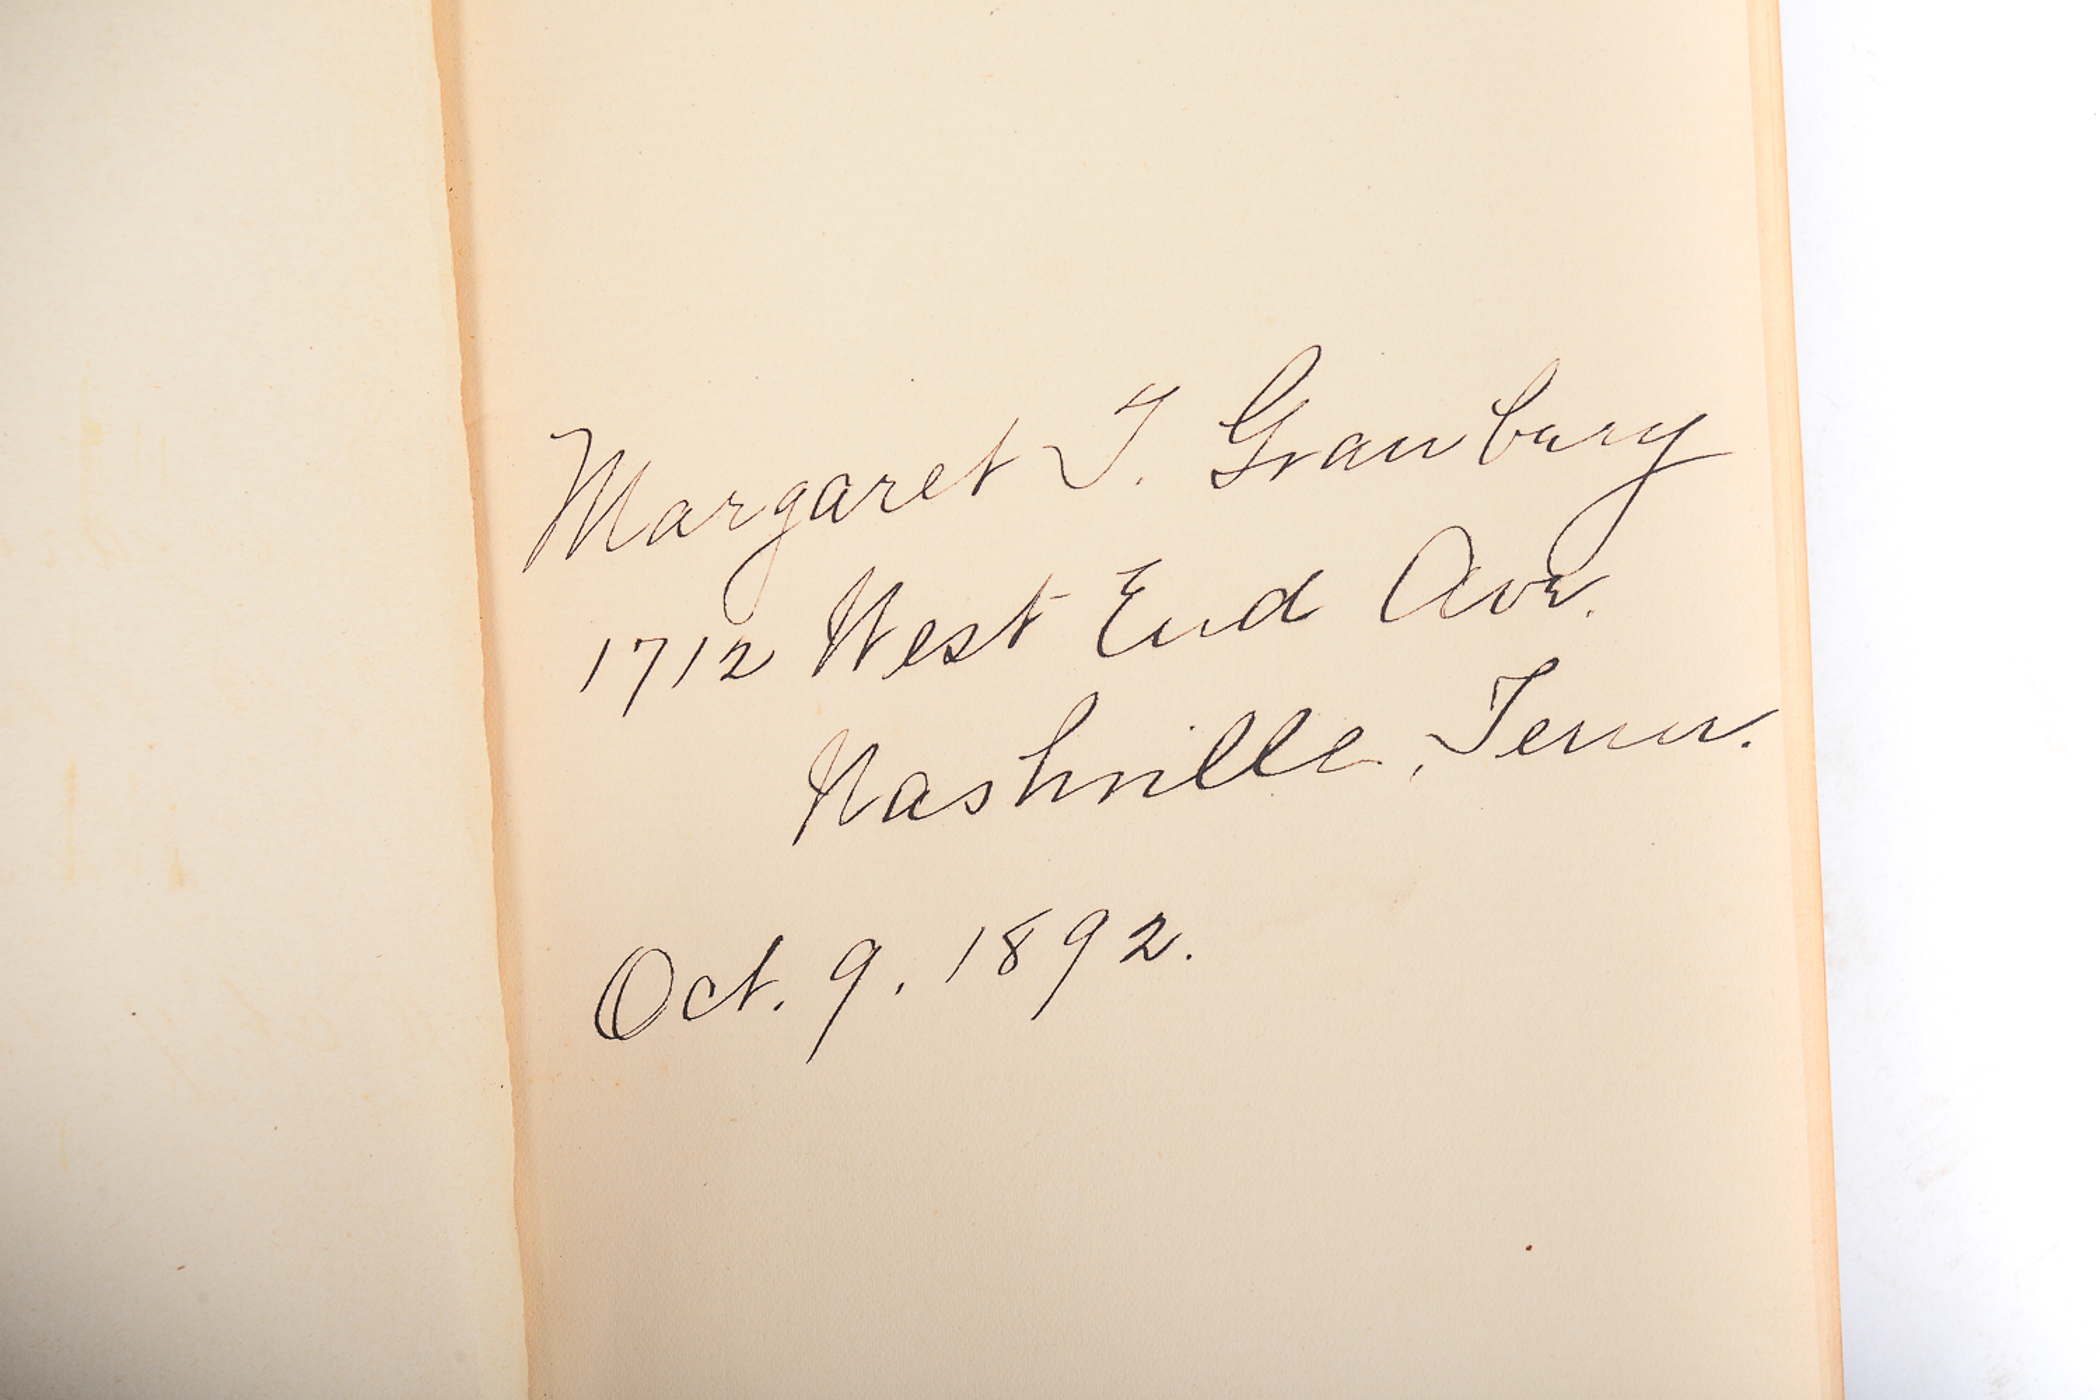 Margaret T. Granbury
1712 West End Ave.
Nashville, Tenn.
Oct. 9. 1892.